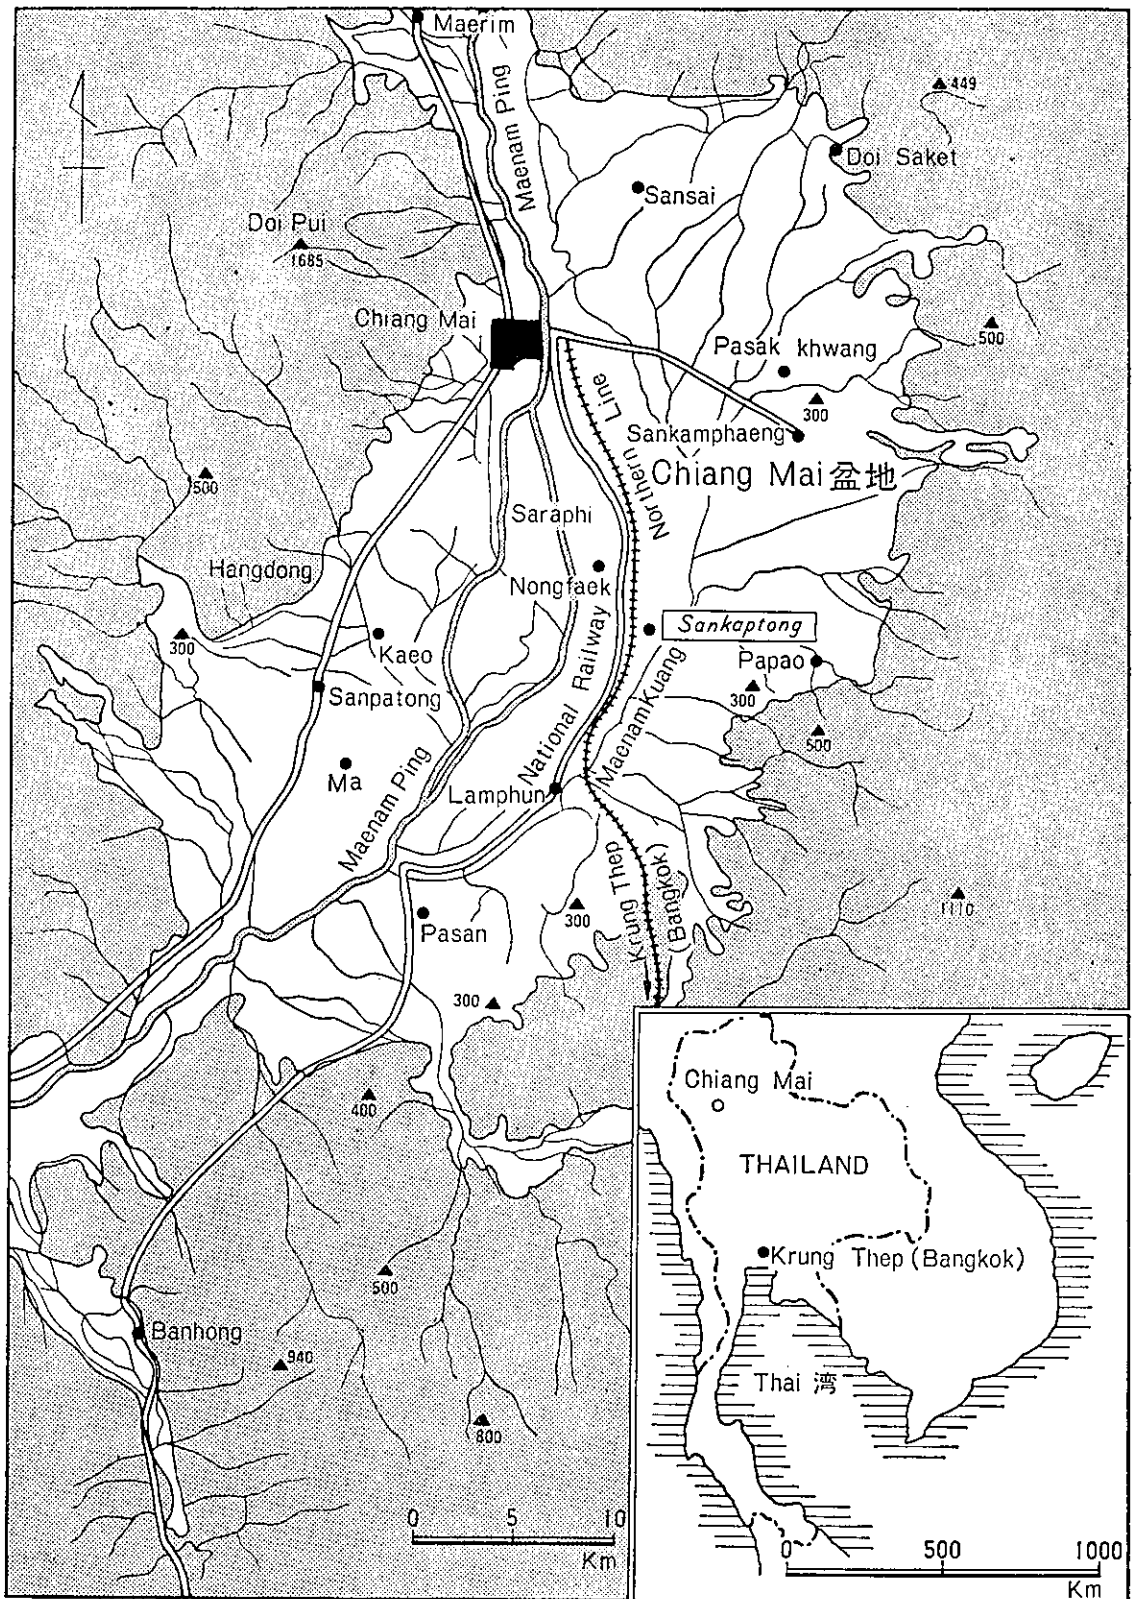 Maerim
Maenam Ping
449
Doi Saket
Sansai
Doi Pui
1685
Chiang Mai
500
Pasak khwang
300
Sankamphaeng
Chiang Mai 盆地
Northern Line
500
Saraphi
Hangdong
Nongfaek
300
Kaeo
Sankaptong
Papao
300
Sanpatong
National Railway
Maenam Kuang
500
Ma
Maenam Ping
Lamphun
Krung Thep
(Bangkok)
1110
300
Pasan
300
400
500
Banhong
940
800
0 5 10
Km
Chiang Mai
THAILAND
Krung Thep (Bangkok)
Thai 湾
0 500 1000
Km